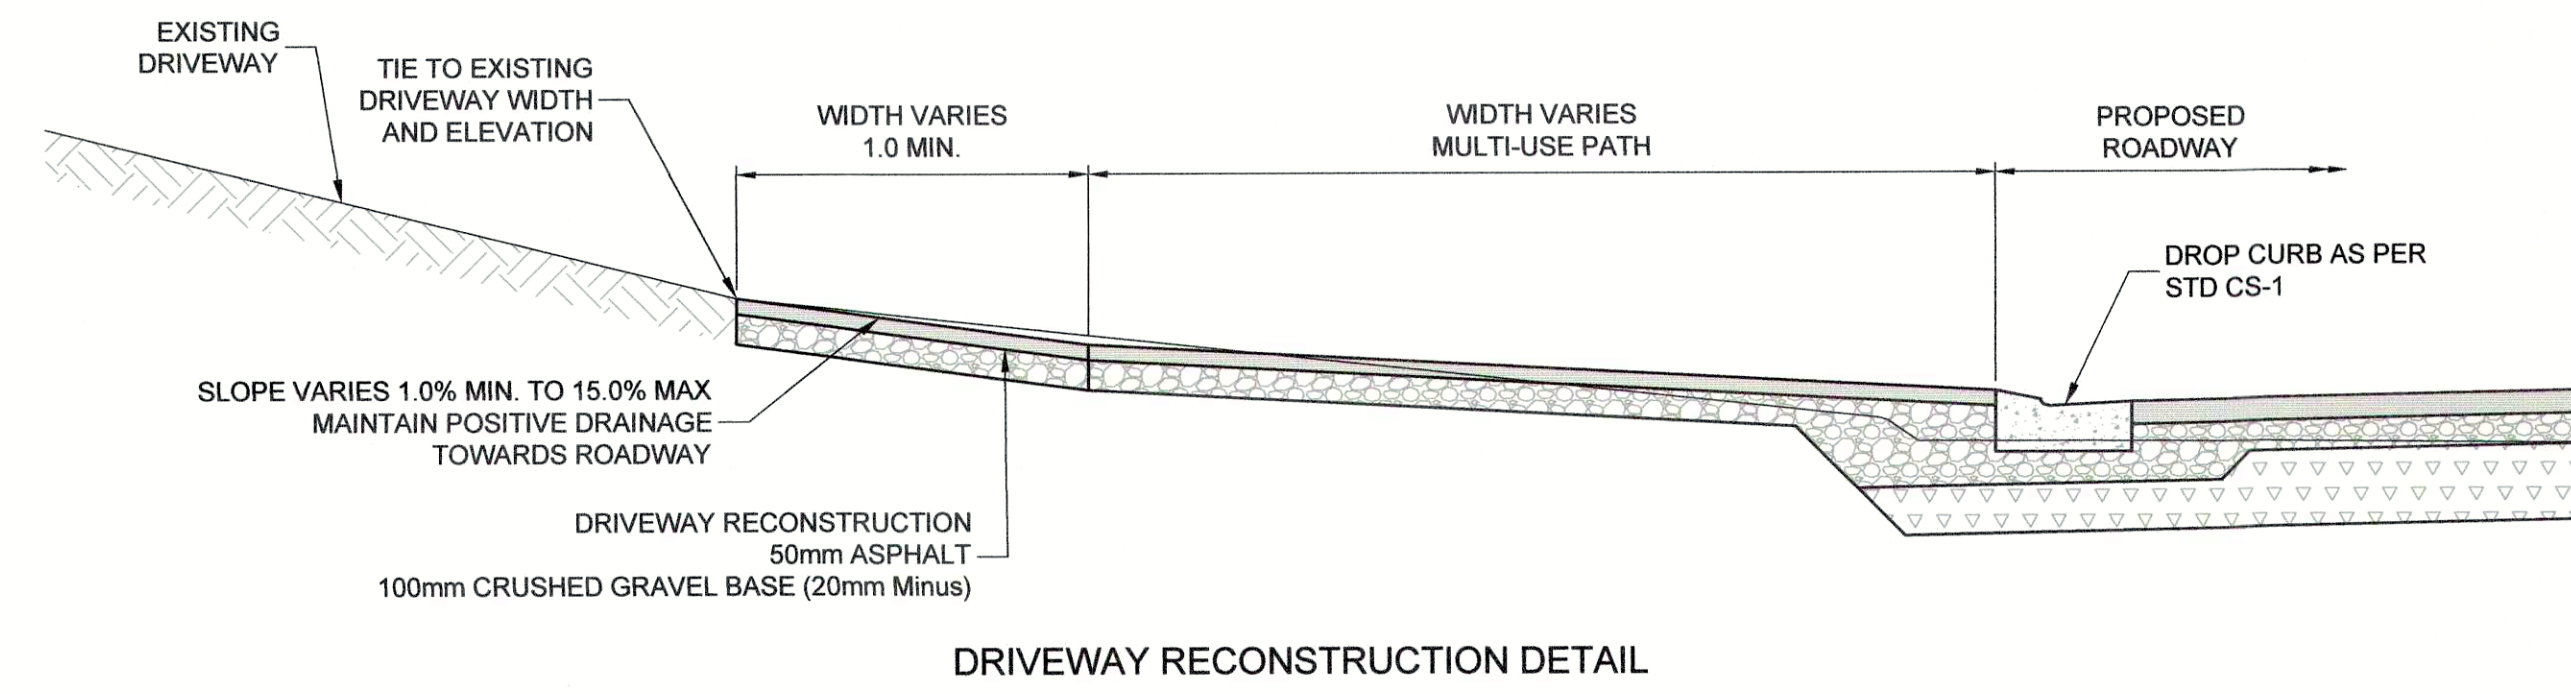 EXISTING
DRIVEWAY
TIE TO EXISTING
DRIVEWAY WIDTH
AND ELEVATION
WIDTH VARIES
1.0 MIN.
WIDTH VARIES
MULTI-USE PATH
PROPOSED
ROADWAY
DROP CURB AS PER
STD CS-1
SLOPE VARIES 1.0% MIN. TO 15.0% MAX
MAINTAIN POSITIVE DRAINAGE
TOWARDS ROADWAY
DRIVEWAY RECONSTRUCTION
50mm ASPHALT
100mm CRUSHED GRAVEL BASE (20mm Minus)
DRIVEWAY RECONSTRUCTION DETAIL